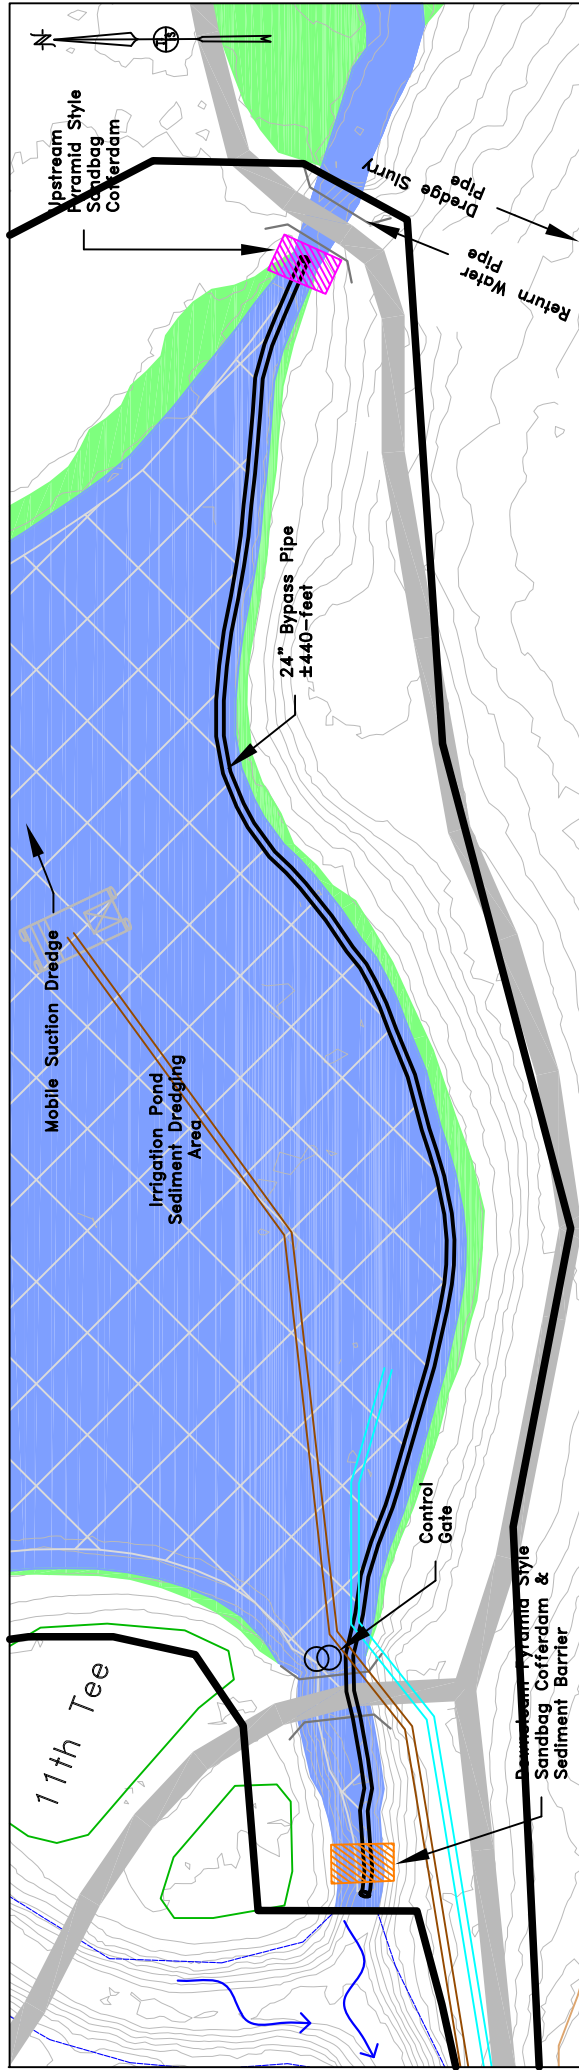 N
Upstream
Pyramid Style
Sandbag
Cofferdam
Dredge Slurry
Pipe
Return Water
Pipe
24" Bypass Pipe
±440-feet
Mobile Suction Dredge
Irrigation Pond
Sediment Dredging
Area
Control
Gate
11th Tee
Downstream Pyramid Style
Sandbag Cofferdam &
Sediment Barrier